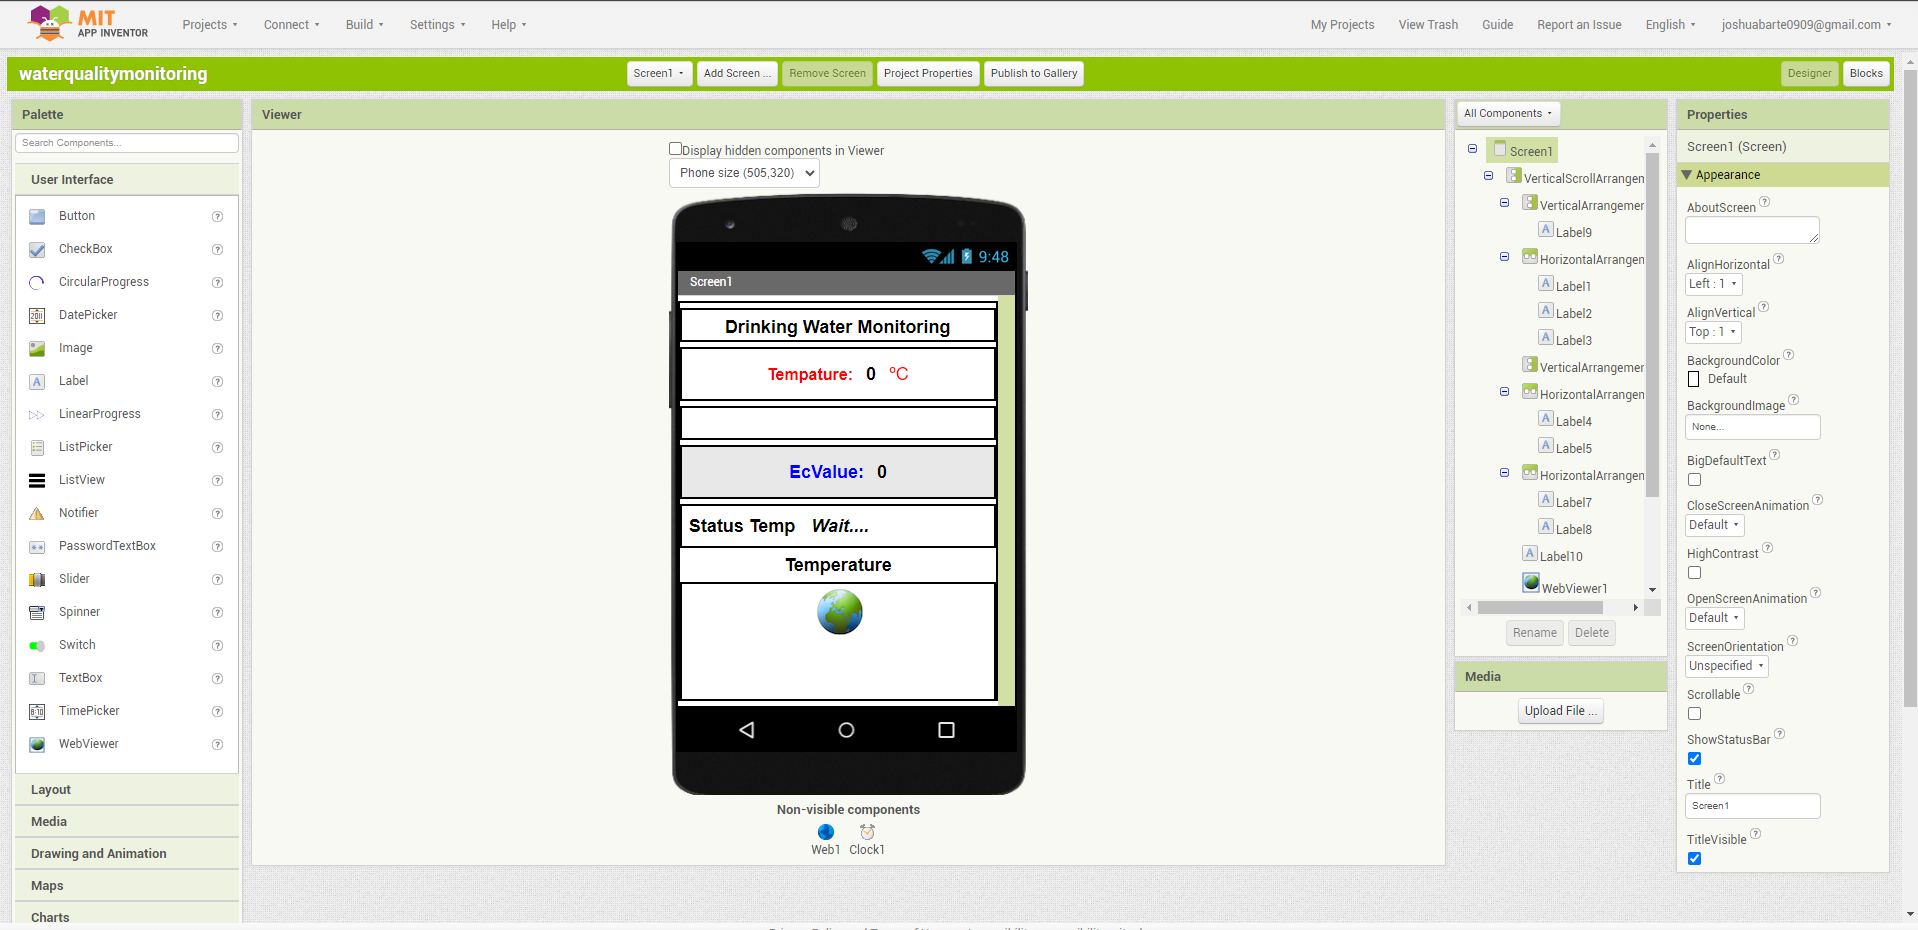 MIT
APP INVENTOR
Projects
Connect
Build
Settings
Help
My Projects
View Trash
Guide
Report an Issue
English
joshuabarte0909@gmail.com
waterqualitymonitoring
Screen1
Add Screen ...
Remove Screen
Project Properties
Publish to Gallery
Designer
Blocks
Palette
Search Components...
User Interface
Button
CheckBox
CircularProgress
DatePicker
Image
Label
LinearProgress
ListPicker
ListView
Notifier
PasswordTextBox
Slider
Spinner
Switch
TextBox
TimePicker
WebViewer
Layout
Media
Drawing and Animation
Maps
Charts
Viewer
Display hidden components in Viewer
Phone size (505,320)
9:48
Screen1
Drinking Water Monitoring
Tempature: 0 °C
EcValue: 0
Status Temp Wait....
Temperature
Non-visible components
Web1
Clock1
All Components
Screen1
VerticalScrollArrangen
VerticalArrangemer
Label9
HorizontalArrangen
Label1
Label2
Label3
VerticalArrangemer
HorizontalArrangen
Label4
Label5
HorizontalArrangen
Label7
Label8
Label10
WebViewer1
Rename
Delete
Media
Upload File ...
Properties
Screen1 (Screen)
Appearance
AboutScreen
AlignHorizontal
Left : 1
AlignVertical
Top : 1
BackgroundColor
Default
BackgroundImage
None...
BigDefaultText
CloseScreenAnimation
Default
HighContrast
OpenScreenAnimation
Default
ScreenOrientation
Unspecified
Scrollable
ShowStatusBar
Title
Screen1
TitleVisible